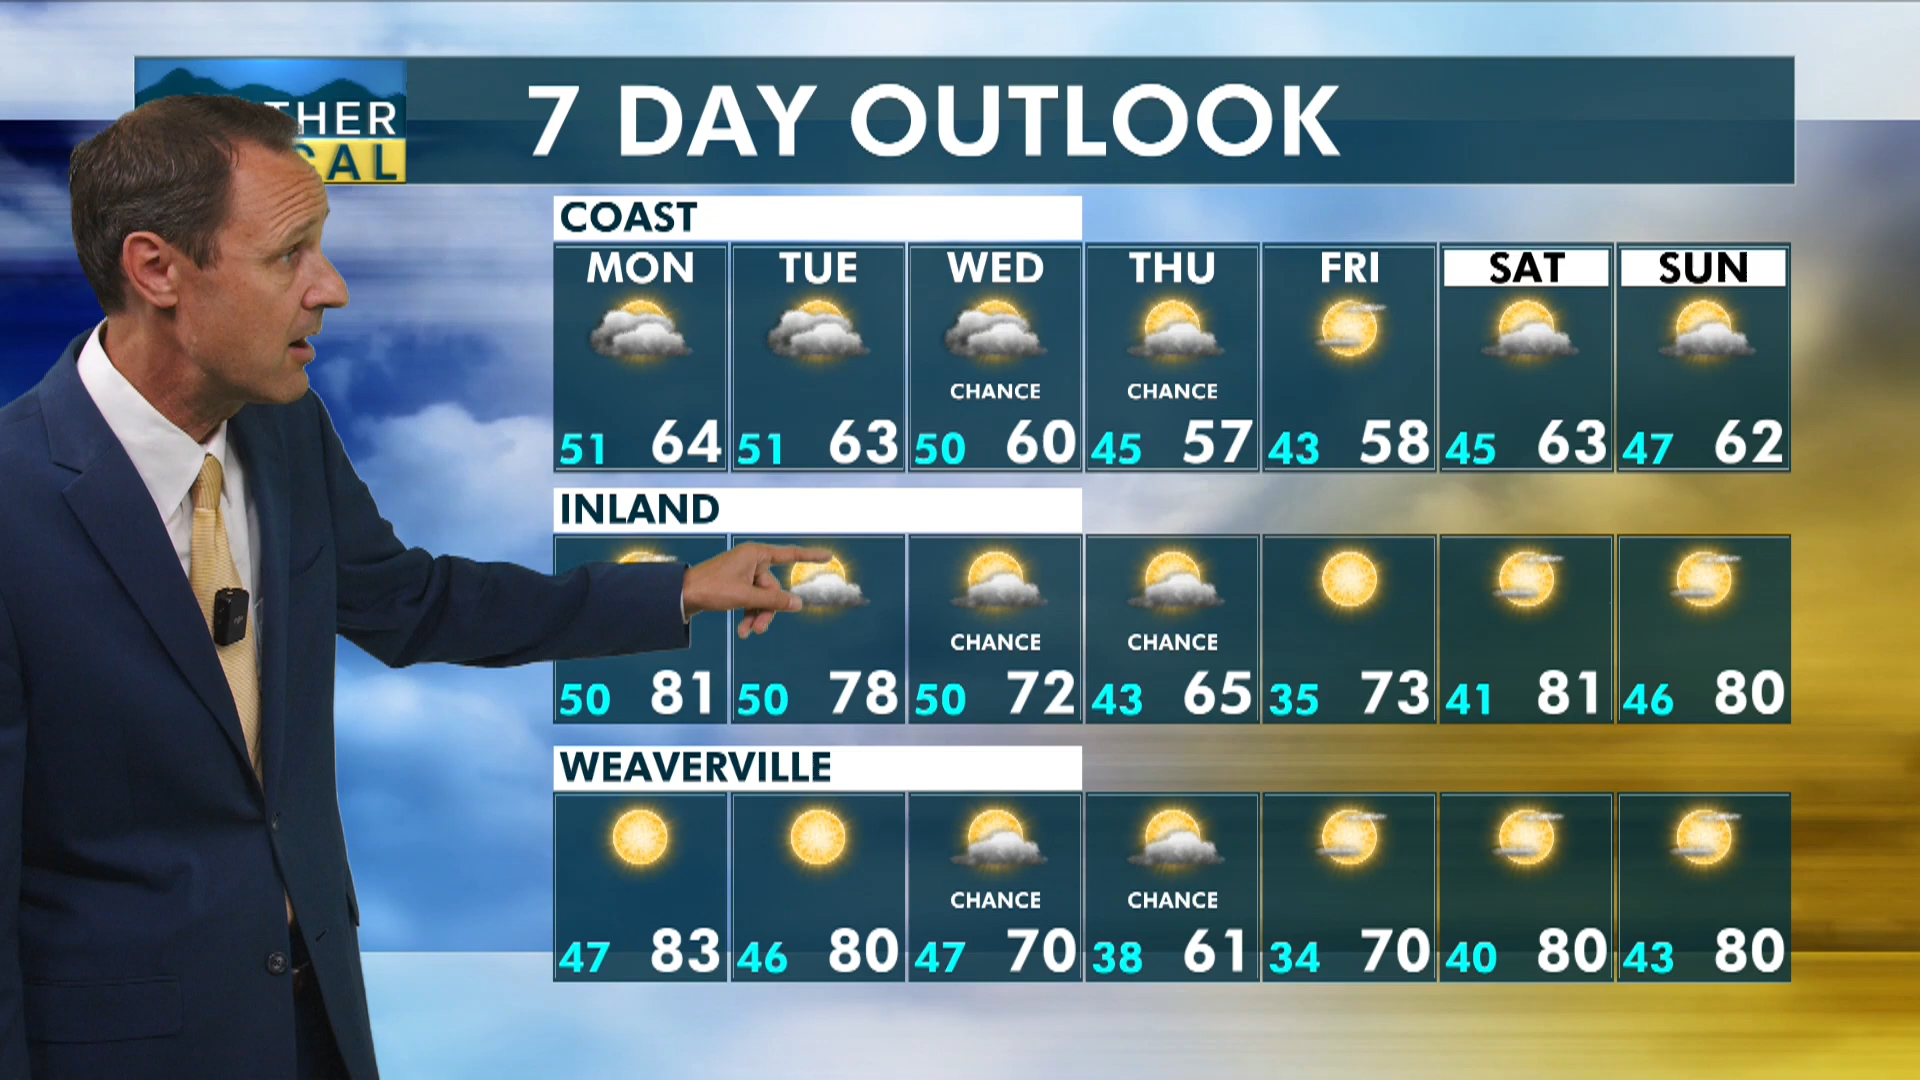 7 DAY OUTLOOK
COAST
MON TUE WED THU FRI SAT SUN
CHANCE CHANCE
51 64 51 63 50 60 45 57 43 58 45 63 47 62
INLAND
CHANCE CHANCE
50 81 50 78 50 72 43 65 35 73 41 81 46 80
WEAVERVILLE
CHANCE CHANCE
47 83 46 80 47 70 38 61 34 70 40 80 43 80